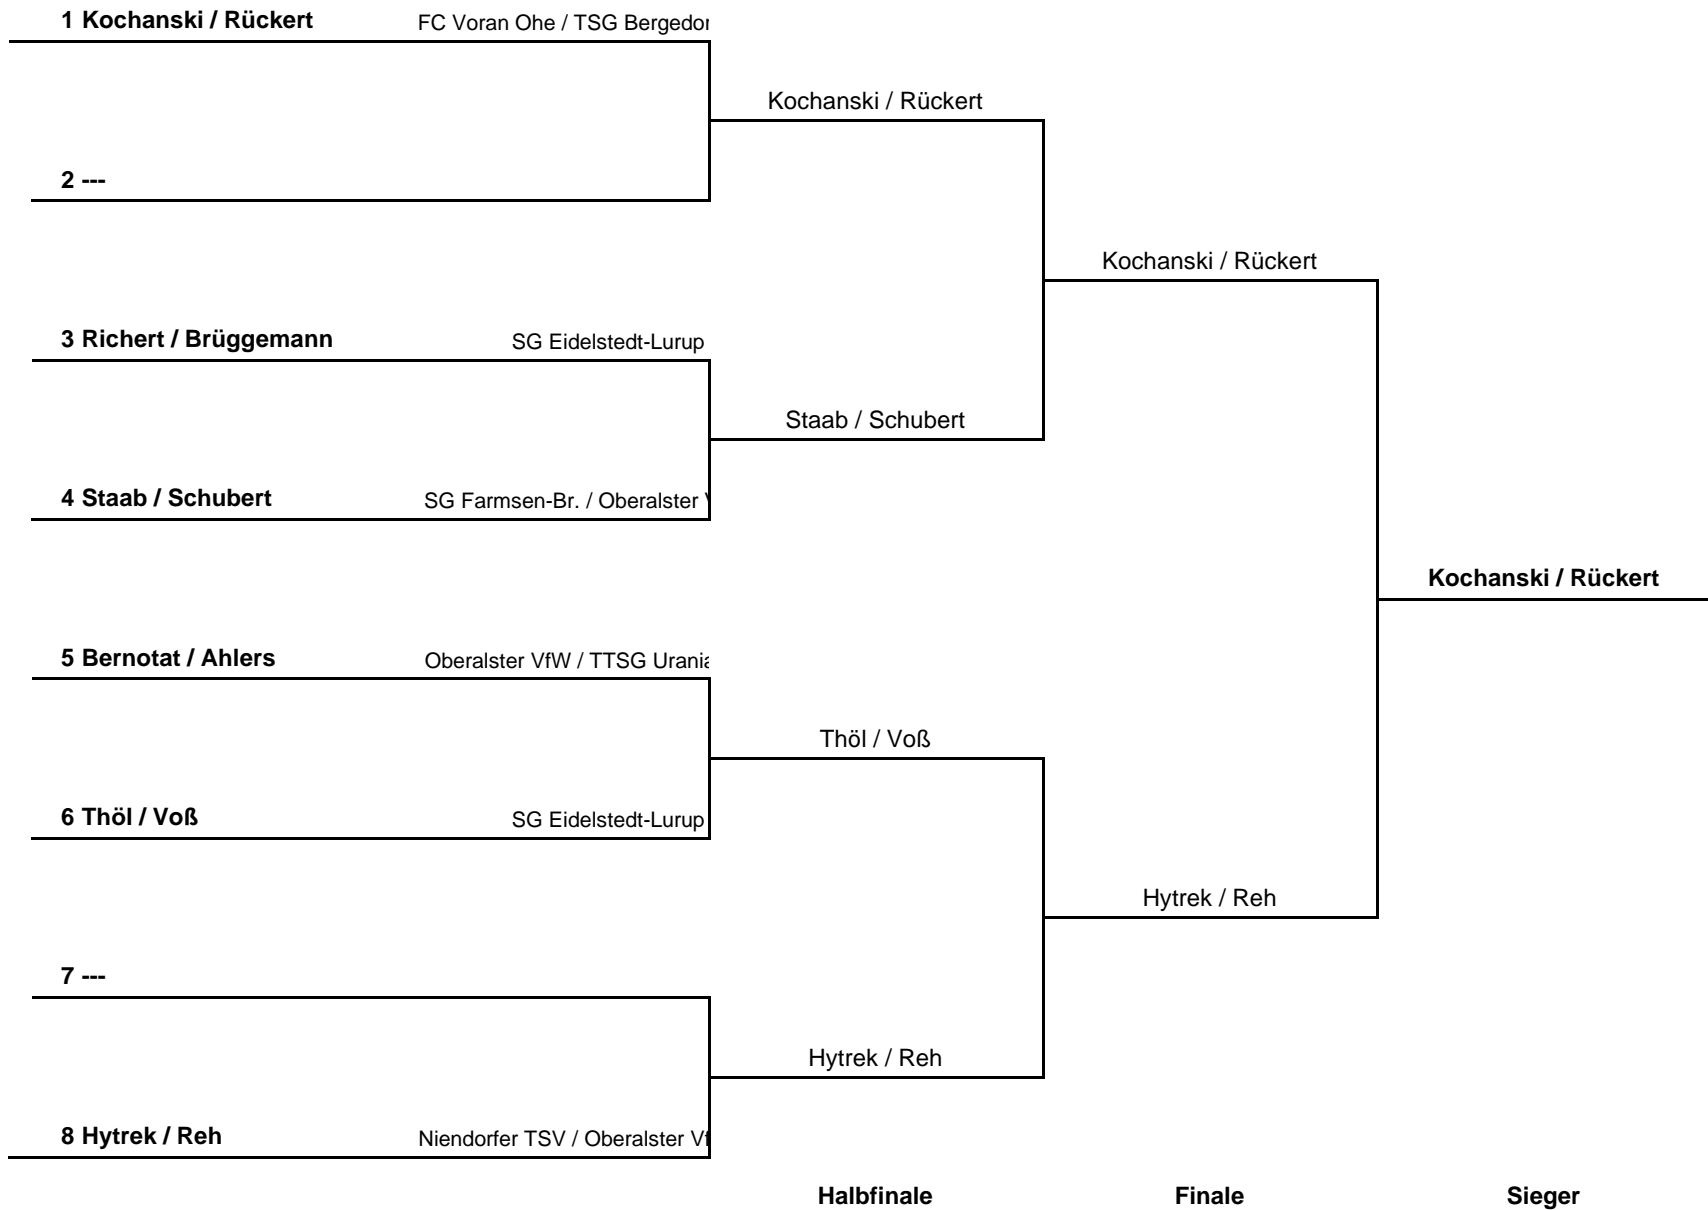 1 Kochanski / Rückert FC Voran Ohe / TSG
Kochanski / Rückert
2 ---
Kochanski / Rückert
3 Richert / Brüggemann SG Eidelstedt-Lurup
Staab / Schubert
4 Staab / Schubert SG Farmsen-Br. / Oberalster
Kochanski / Rückert
5 Bernotat / Ahlers Oberalster VfW / TTSG
Thöl / Voß
6 Thöl / Voß SG Eidelstedt-Lurup
Hytrek / Reh
7 ---
Hytrek / Reh
8 Hytrek / Reh Niendorfer TSV / Oberalster
Halbfinale Finale Sieger